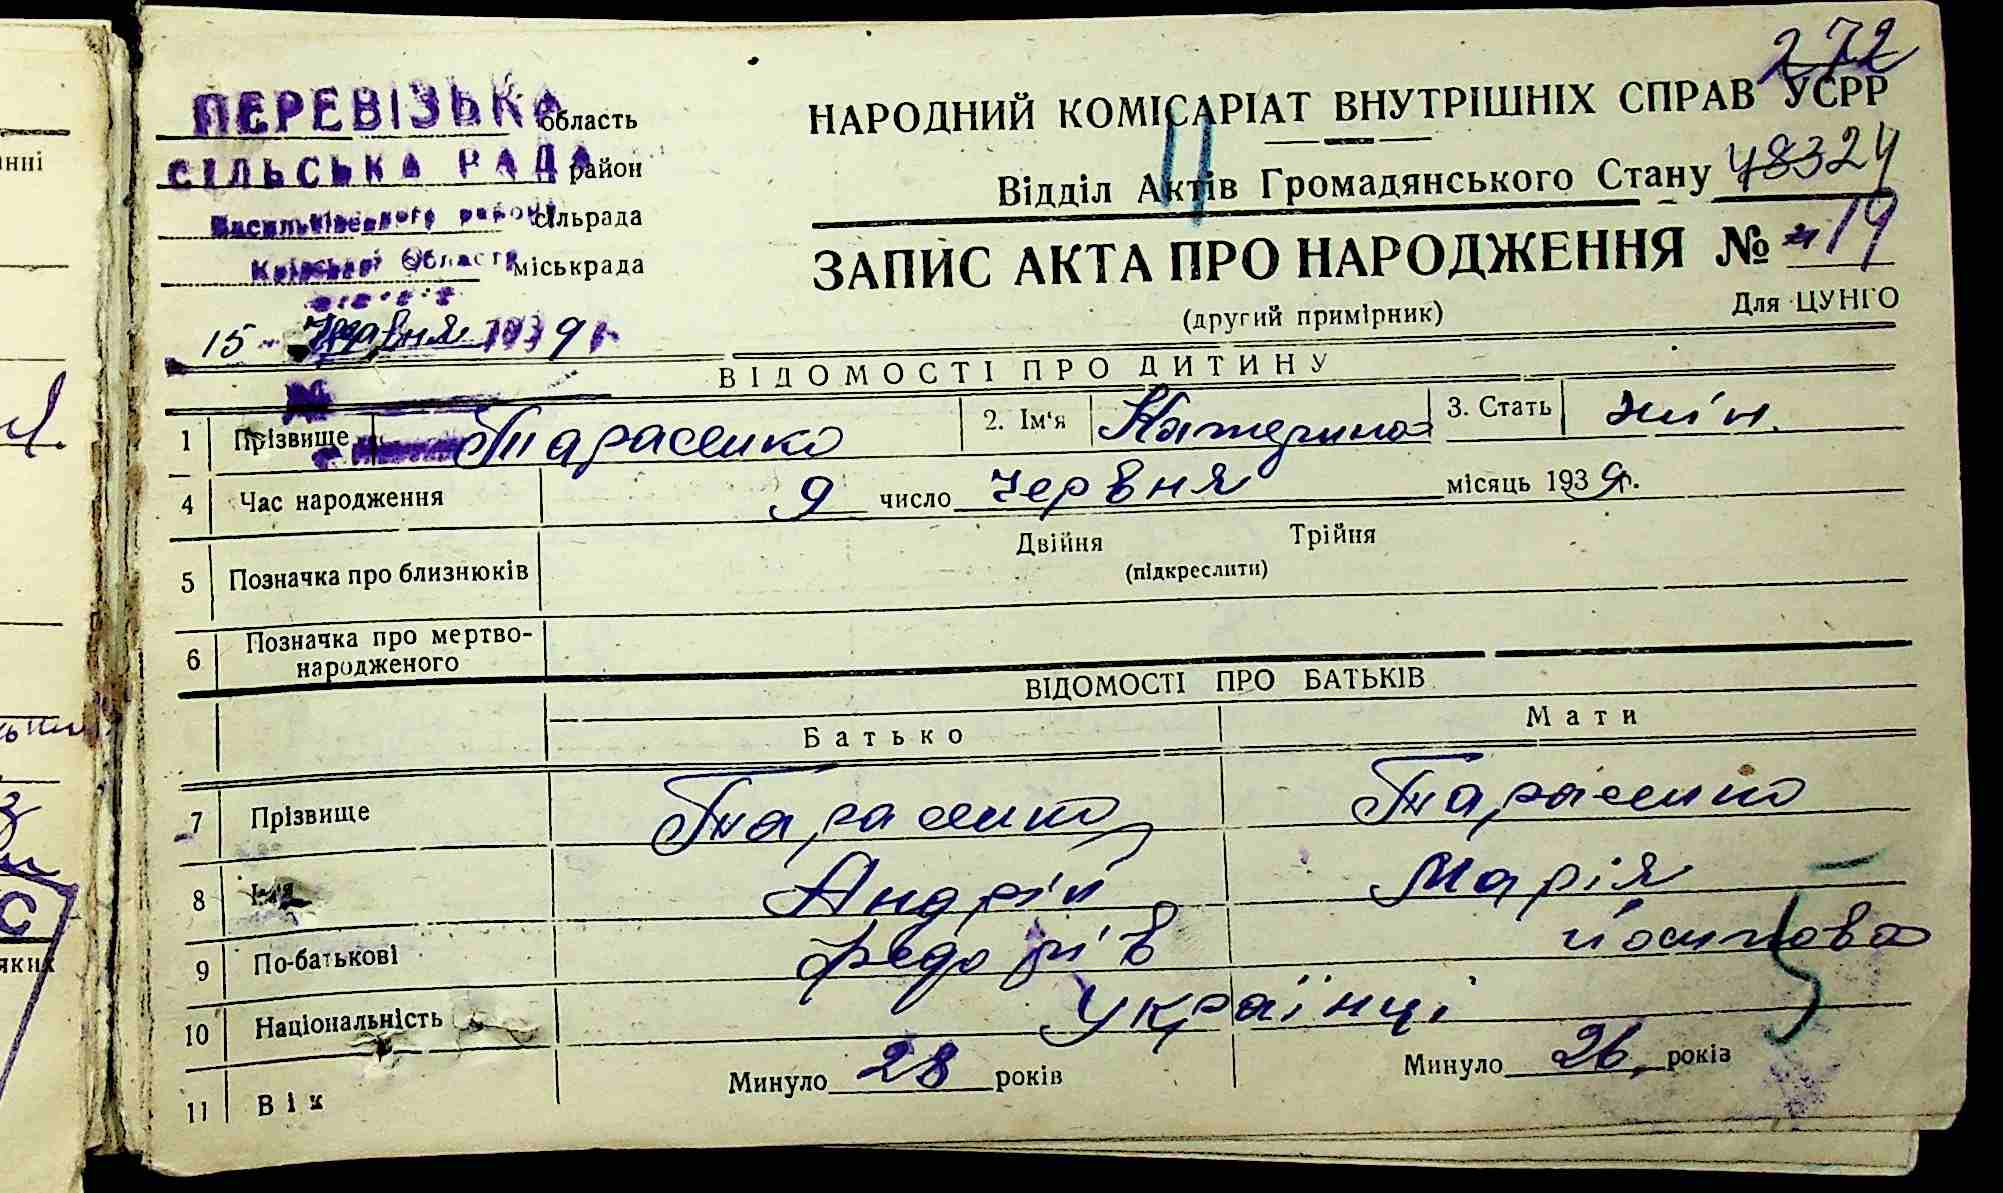 272
ПЕРЕВІЗЬКА область
СІЛЬСЬКА РАДА район
Васильківського району сільрада
Київської Області міськрада
15 червня 1939 р.
№
НАРОДНИЙ КОМІСАРІАТ ВНУТРІШНІХ СПРАВ УСРР
Відділ Актів Громадянського Стану 48324
ЗАПИС АКТА ПРО НАРОДЖЕННЯ № 19
(другий примірник) Для ЦУНГО
ВІДОМОСТІ ПРО ДИТИНУ
1 Прізвище Тарасенко 2. Ім'я Катерина 3. Стать жін.
4 Час народження 9 число червня місяць 1939 р.
5 Позначка про близнюків Двійня Трійня
(підкреслити)
6 Позначка про мертво-
народженого
ВІДОМОСТІ ПРО БАТЬКІВ
Батько Мати
7 Прізвище Тарасенко Тарасенко
8 Ім'я Андрій Марія
9 По-батькові Федорів Йосипова
10 Національність Українці
11 Вік Минуло 28 років Минуло 26 років